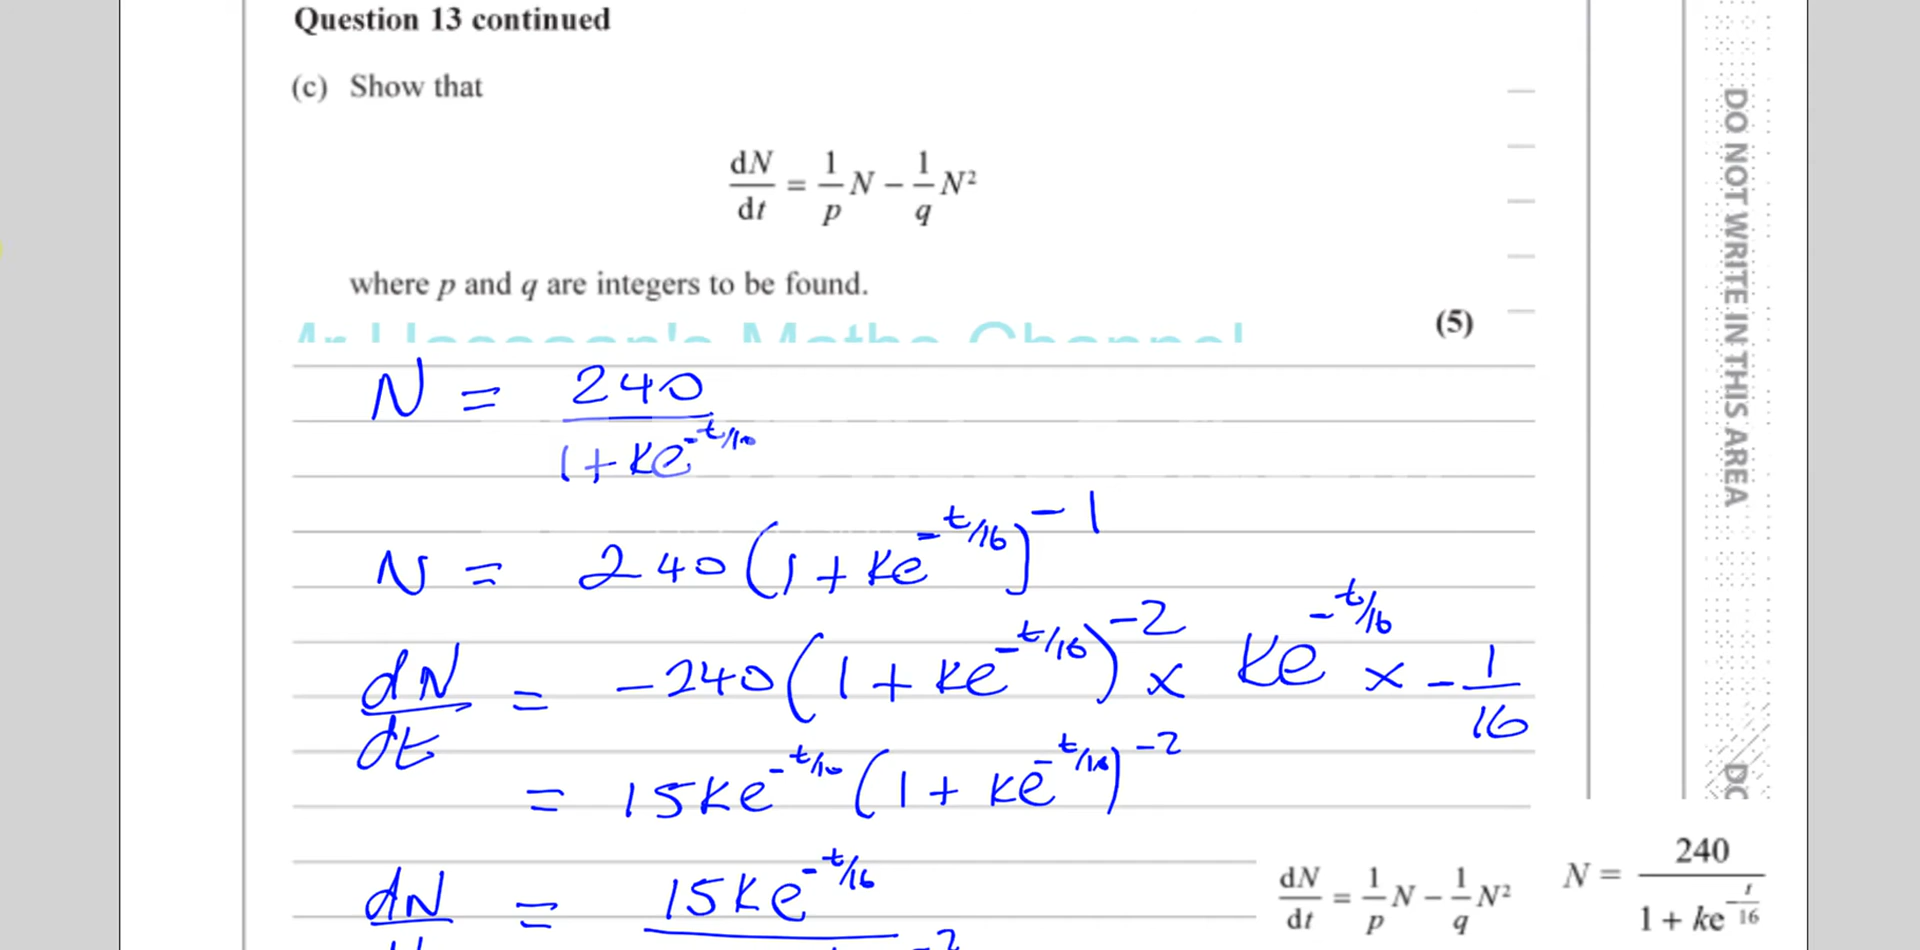 Question 13 continued
(c) Show that
dN/dt = 1/p N − 1/q N²
where p and q are integers to be found.
(5)
N = 240/(1+ke^(-t/16))
N = 240(1+ke^(-t/16))^(-1)
dN/dt = -240(1+ke^(-t/16))^(-2) × ke^(-t/16) × -1/16
= 15ke^(-t/16) (1+ke^(-t/16))^(-2)
dN = 15ke^(-t/16)
dN/dt = 1/p N − 1/q N² N = 240/(1 + ke^(-t/16))
DO NOT WRITE IN THIS AREA